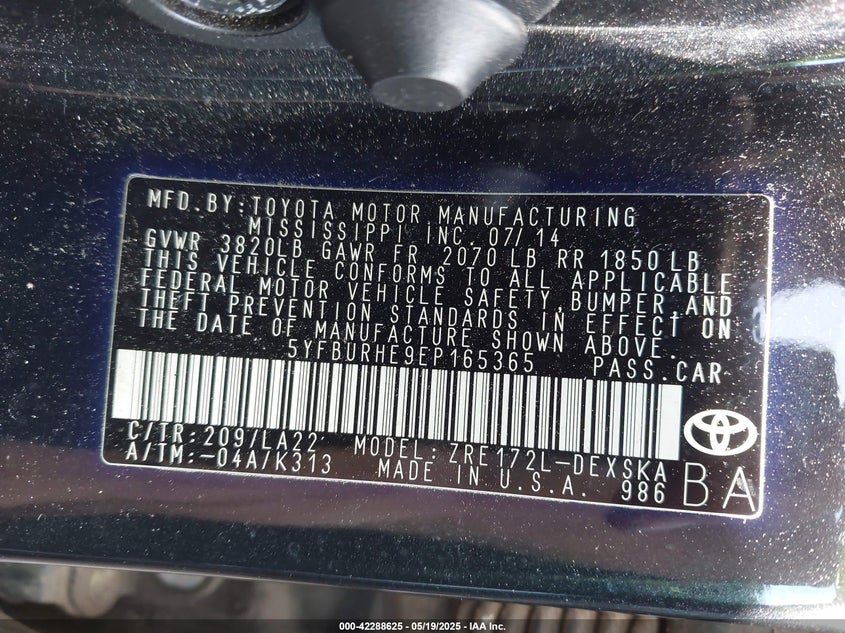 MFD.BY:TOYOTA MOTOR MANUFACTURING
MISSISSIPPI INC. 07/14
GVWR 3820LB GAWR FR 2070 LB RR 1850 LB
THIS VEHICLE CONFORMS TO ALL APPLICABLE
FEDERAL MOTOR VEHICLE SAFETY,BUMPER,AND
THEFT PREVENTION STANDARDS IN EFFECT ON
THE DATE OF MANUFACTURE SHOWN ABOVE.
5YFBURHE9EP165365 PASS.CAR
C/TR:209/LA22 MODEL: ZRE172L-DEXSKA
A/TM:-04A/K313 MADE IN U.S.A. 986 BA
000-42288625 - 05/19/2025 - IAA Inc.